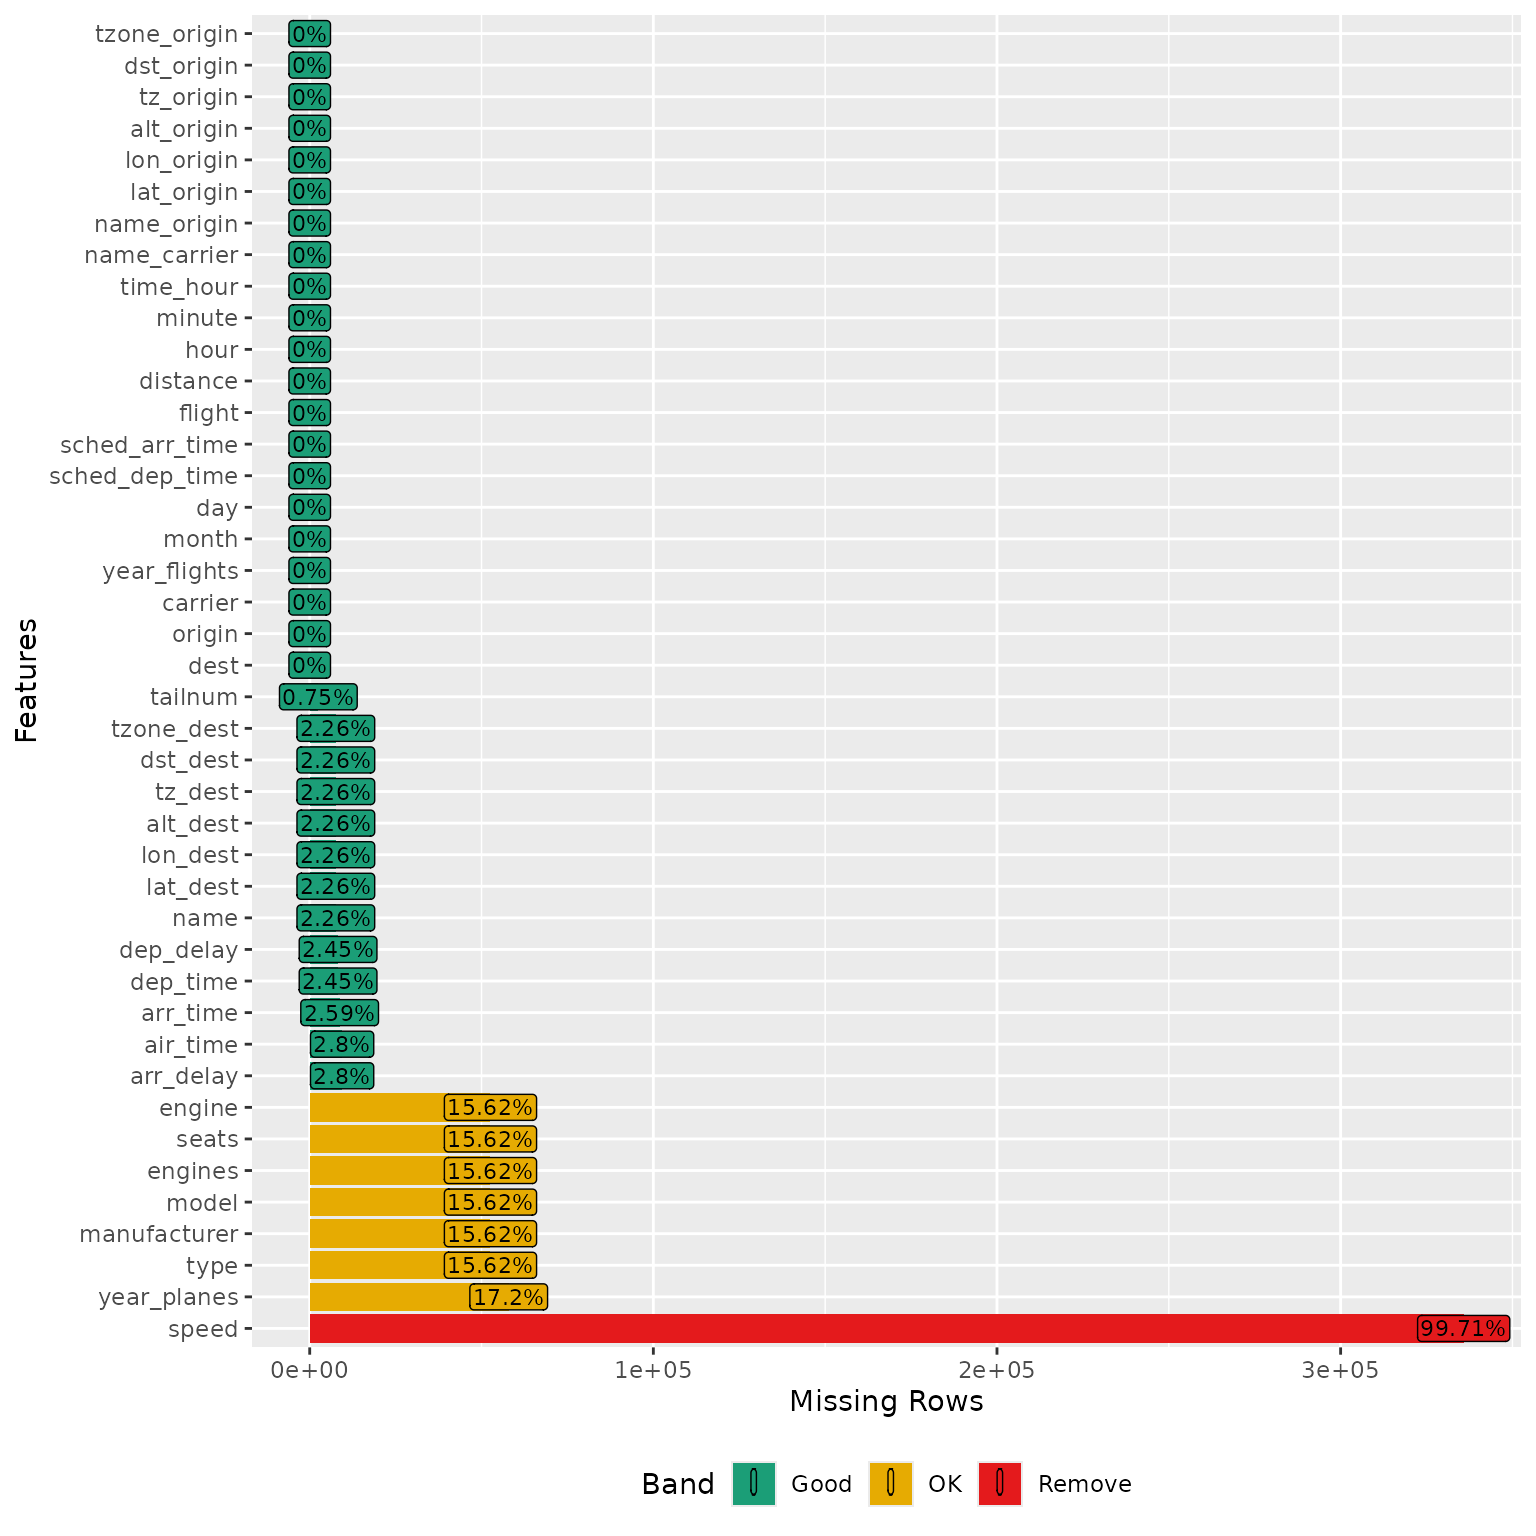 tzone_origin 0%
dst_origin 0%
tz_origin 0%
alt_origin 0%
lon_origin 0%
lat_origin 0%
name_origin 0%
name_carrier 0%
time_hour 0%
minute 0%
hour 0%
distance 0%
flight 0%
sched_arr_time 0%
sched_dep_time 0%
day 0%
month 0%
year_flights 0%
carrier 0%
origin 0%
dest 0%
tailnum 0.75%
tzone_dest 2.26%
dst_dest 2.26%
tz_dest 2.26%
alt_dest 2.26%
lon_dest 2.26%
lat_dest 2.26%
name 2.26%
dep_delay 2.45%
dep_time 2.45%
arr_time 2.59%
air_time 2.8%
arr_delay 2.8%
engine 15.62%
seats 15.62%
engines 15.62%
model 15.62%
manufacturer 15.62%
type 15.62%
year_planes 17.2%
speed 99.71%
Features
0e+00 1e+05 2e+05 3e+05
Missing Rows
Band Good OK Remove